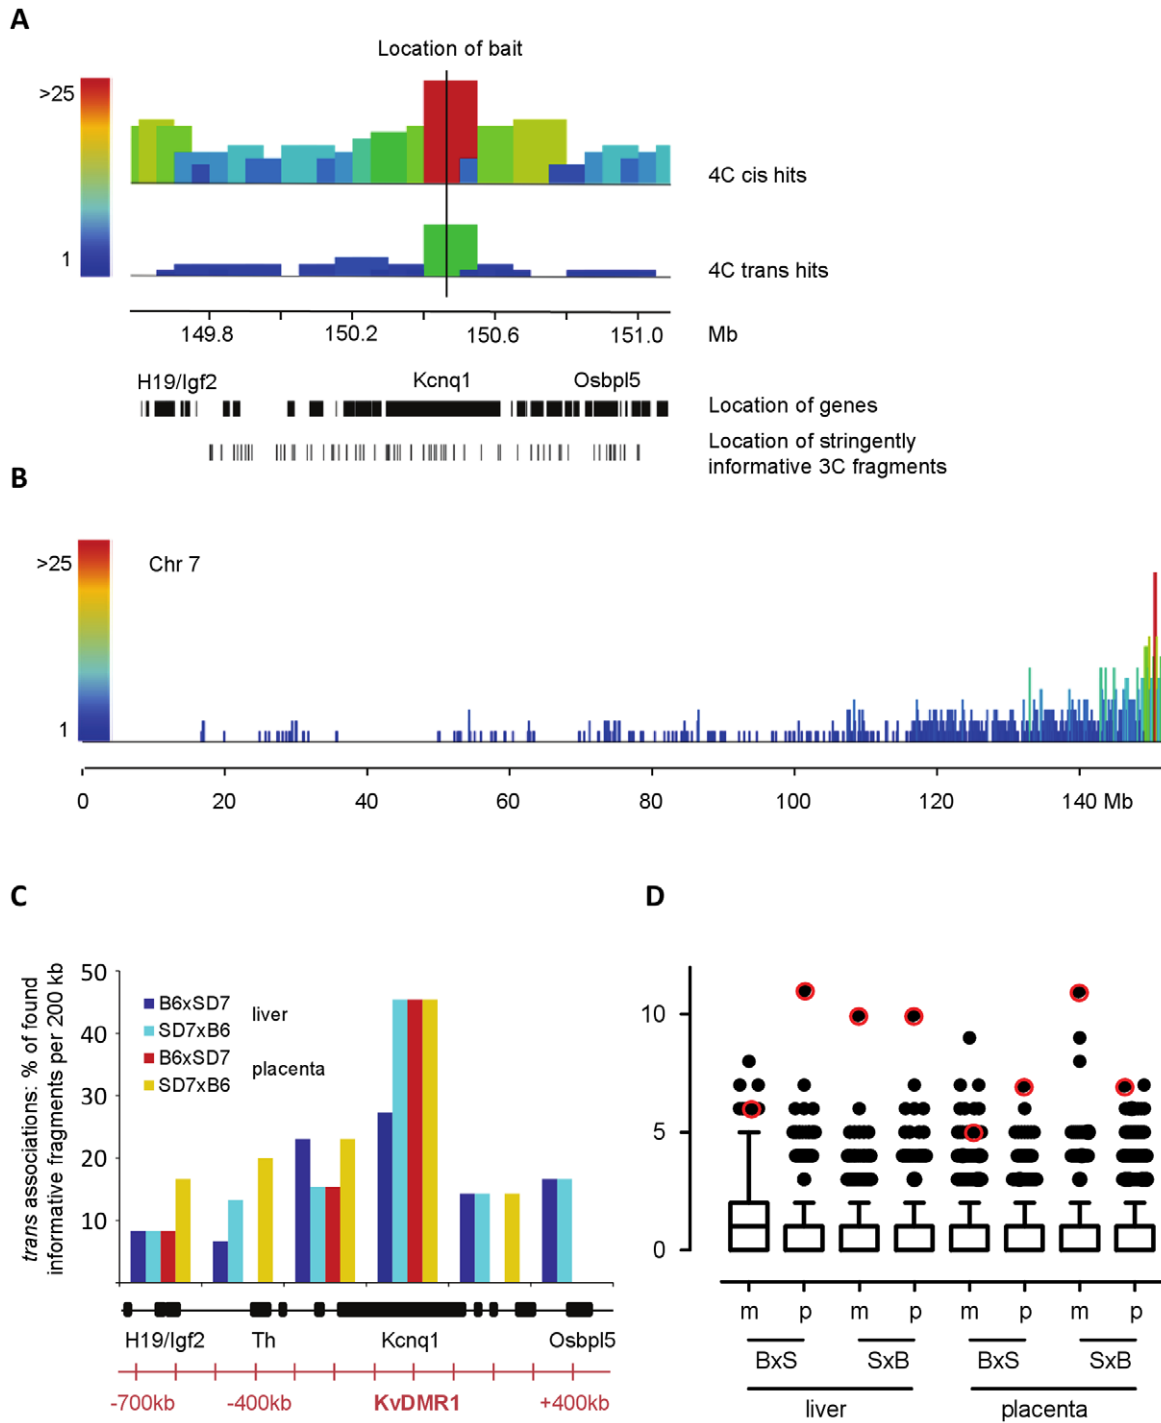 A
Location of bait
>25
1
4C cis hits
4C trans hits
149.8 150.2 150.6 151.0 Mb
H19/Igf2 Kcnq1 Osbpl5
Location of genes
Location of stringently
informative 3C fragments
B
>25
1
Chr 7
0 20 40 60 80 100 120 140 Mb
C
trans associations: % of found
informative fragments per 200 kb
50
40
30
20
10
B6xSD7
SD7xB6
liver
B6xSD7
SD7xB6
placenta
H19/Igf2 Th Kcnq1 Osbpl5
-700kb -400kb KvDMR1 +400kb
D
10
5
0
m p m p m p m p
BxS SxB BxS SxB
liver placenta